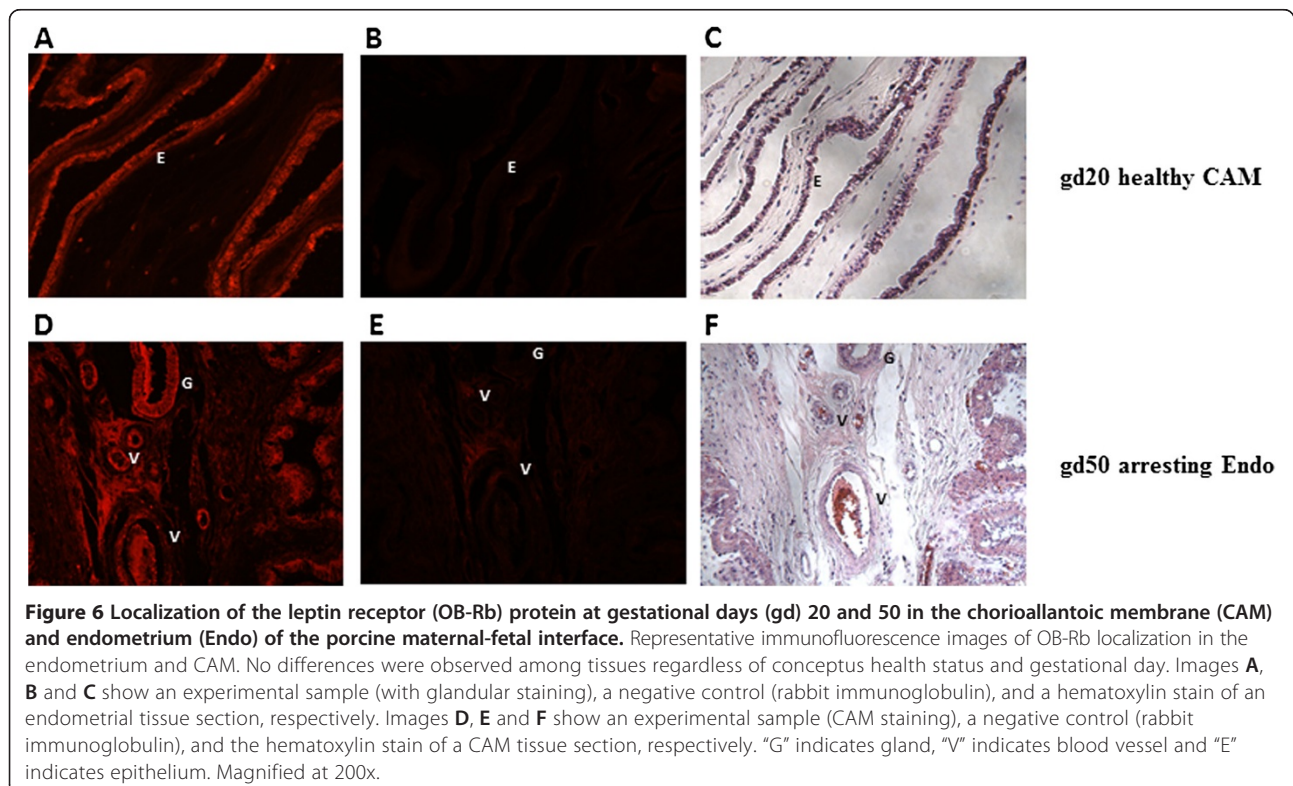 A
B
C
E
E
E
gd20 healthy CAM
D
E
F
G
V
V
G
V
V
G
V
V
gd50 arresting Endo
Figure 6 Localization of the leptin receptor (OB-Rb) protein at gestational days (gd) 20 and 50 in the chorioallantoic membrane (CAM)
and endometrium (Endo) of the porcine maternal-fetal interface. Representative immunofluorescence images of OB-Rb localization in the
endometrium and CAM. No differences were observed among tissues regardless of conceptus health status and gestational day. Images A,
B and C show an experimental sample (with glandular staining), a negative control (rabbit immunoglobulin), and a hematoxylin stain of an
endometrial tissue section, respectively. Images D, E and F show an experimental sample (CAM staining), a negative control (rabbit
immunoglobulin), and the hematoxylin stain of a CAM tissue section, respectively. “G” indicates gland, “V” indicates blood vessel and “E”
indicates epithelium. Magnified at 200x.